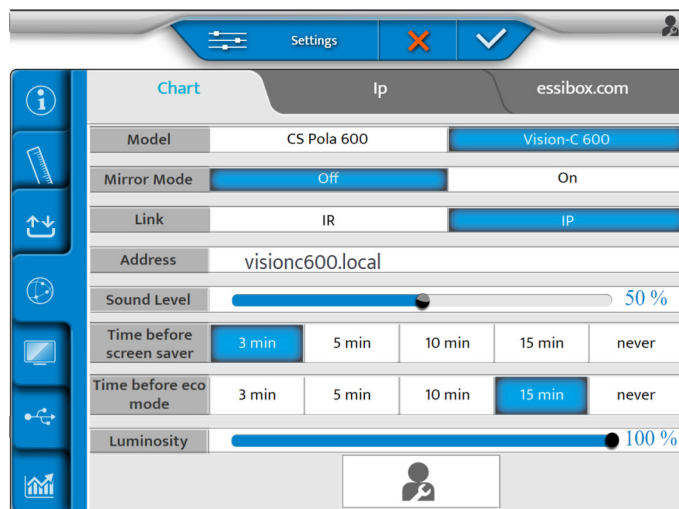 Settings
Chart Ip essibox.com
Model CS Pola 600 Vision-C 600
Mirror Mode Off On
Link IR IP
Address visionc600.local
Sound Level 50 %
Time before
screen saver 3 min 5 min 10 min 15 min never
Time before eco
mode 3 min 5 min 10 min 15 min never
Luminosity 100 %